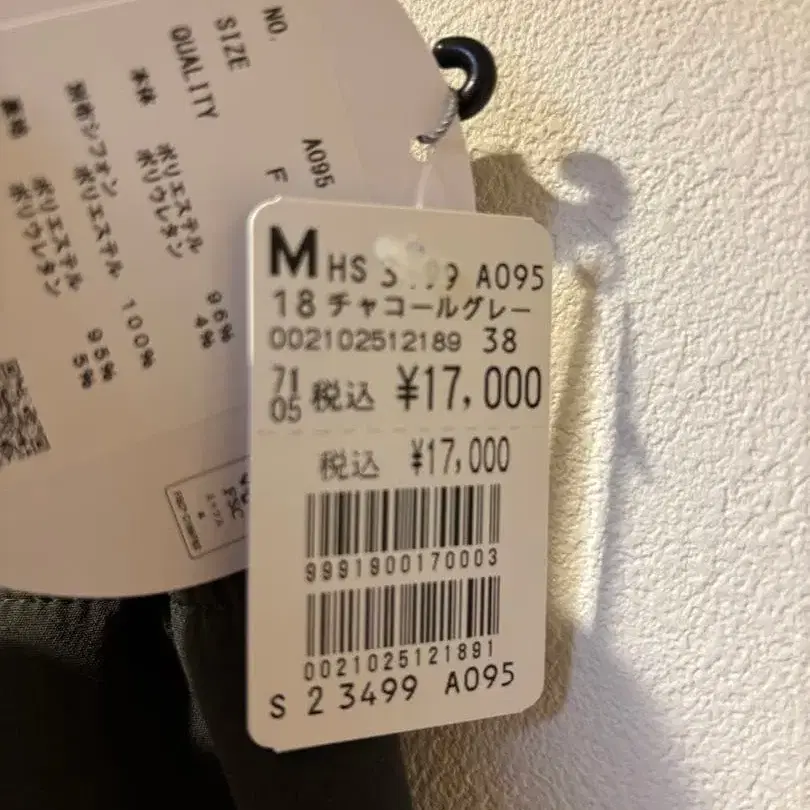 NO. A095
SIZE F
QUALITY
本体 ポリエステル 96%
ポリウレタン 4%
別布シフォン ポリエステル 100%
裏地 ポリエステル 95%
ポリウレタン 5%
FSC
M HS A095
18 チャコールグレー
002102512189 38
71
05 税込 ¥17,000
税込 ¥17,000
9991900170003
0021025121891
S 2 3499 A095